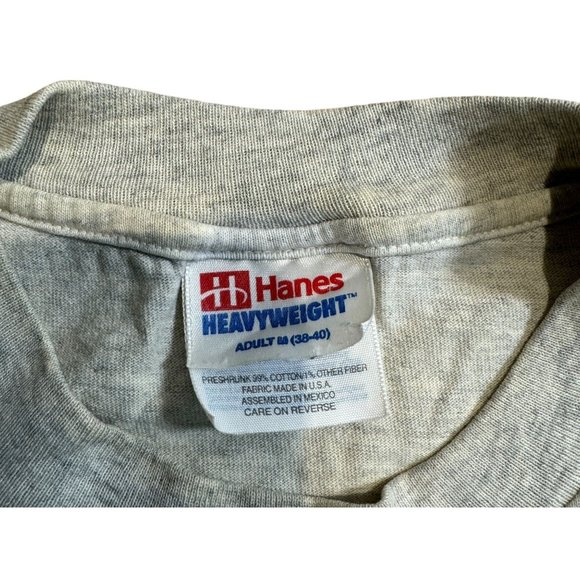 Hanes
HEAVYWEIGHT™
ADULT M (38-40)
PRESHRUNK 99% COTTON/1% OTHER FIBER
FABRIC MADE IN U.S.A.
ASSEMBLED IN MEXICO
CARE ON REVERSE